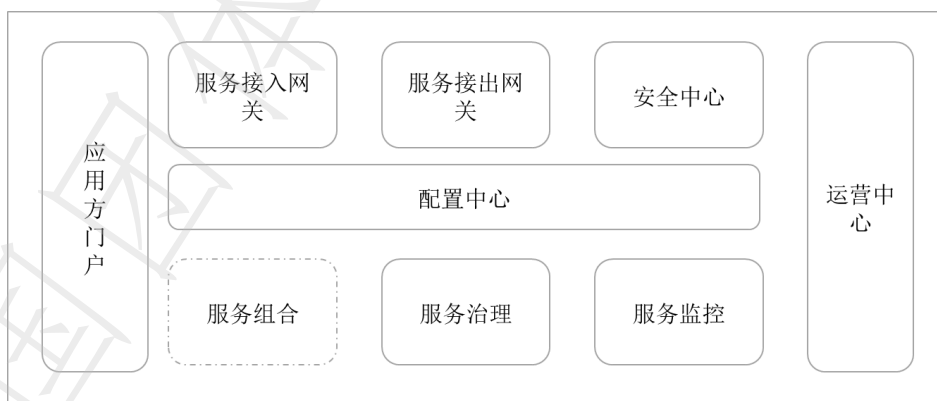 应
用
方
门
户
服务接入网
关
服务接出网
关
安全中心
配置中心
服务组合
服务治理
服务监控
运营中
心